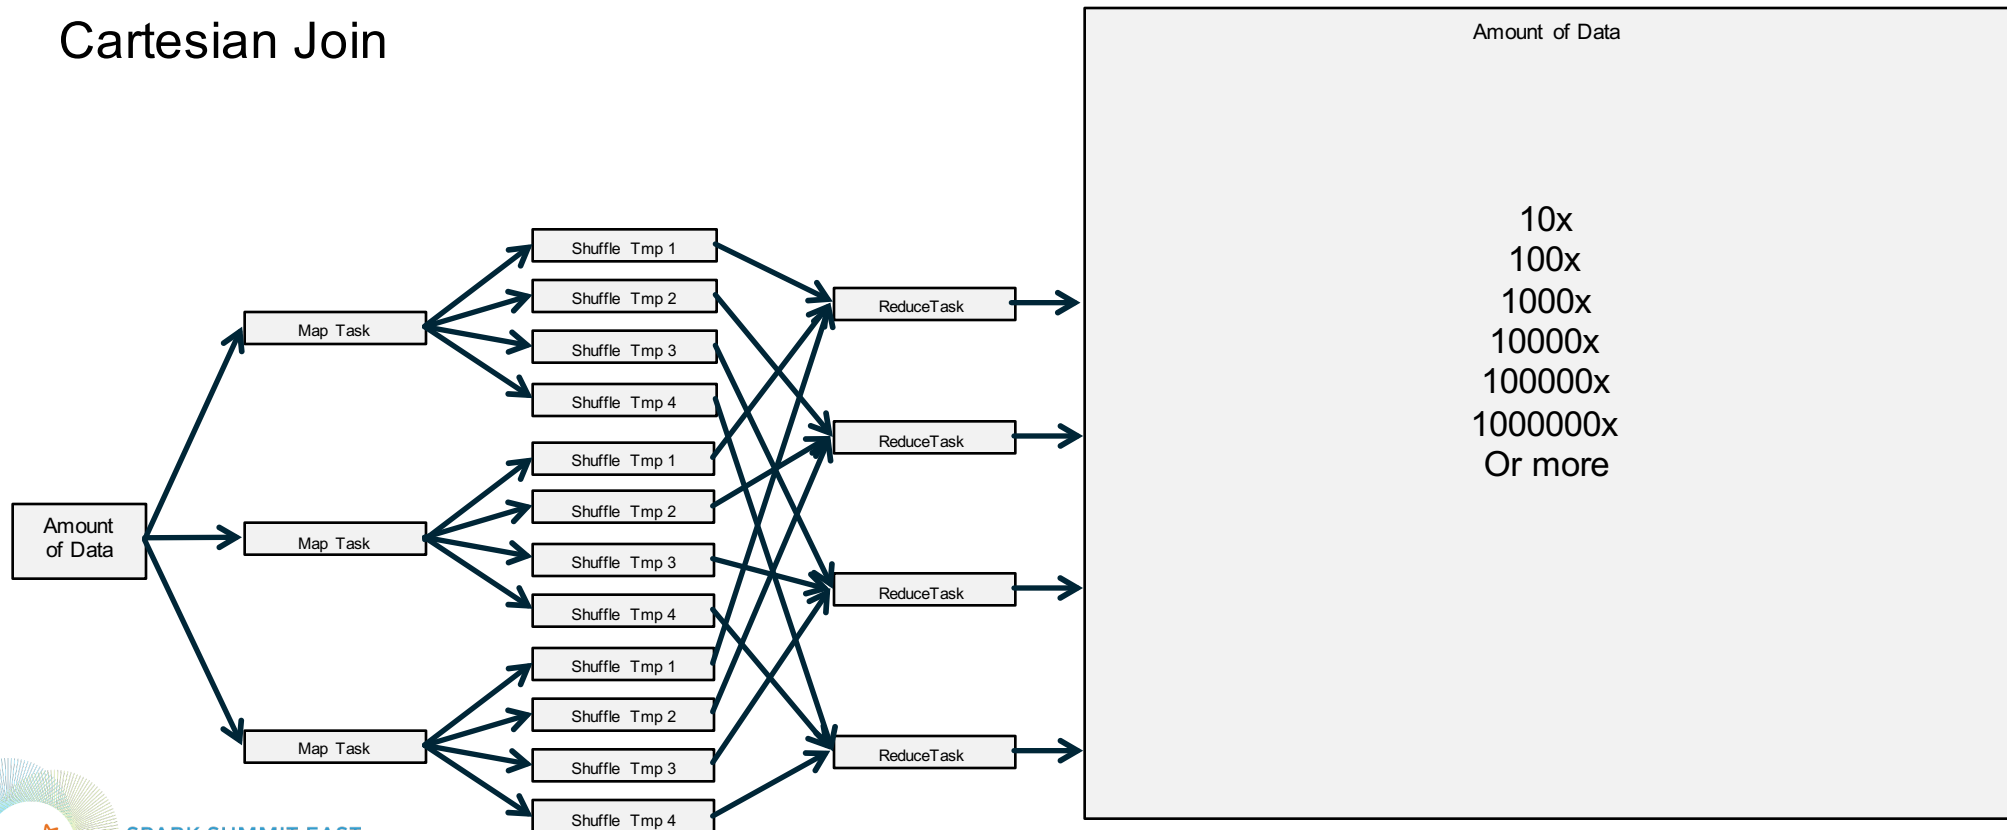 Cartesian Join
Amount of Data
10x
100x
1000x
10000x
100000x
1000000x
Or more
Amount
of Data
Map Task
Map Task
Map Task
Shuffle Tmp 1
Shuffle Tmp 2
Shuffle Tmp 3
Shuffle Tmp 4
Shuffle Tmp 1
Shuffle Tmp 2
Shuffle Tmp 3
Shuffle Tmp 4
Shuffle Tmp 1
Shuffle Tmp 2
Shuffle Tmp 3
Shuffle Tmp 4
ReduceTask
ReduceTask
ReduceTask
ReduceTask
SPARK SUMMIT EAST